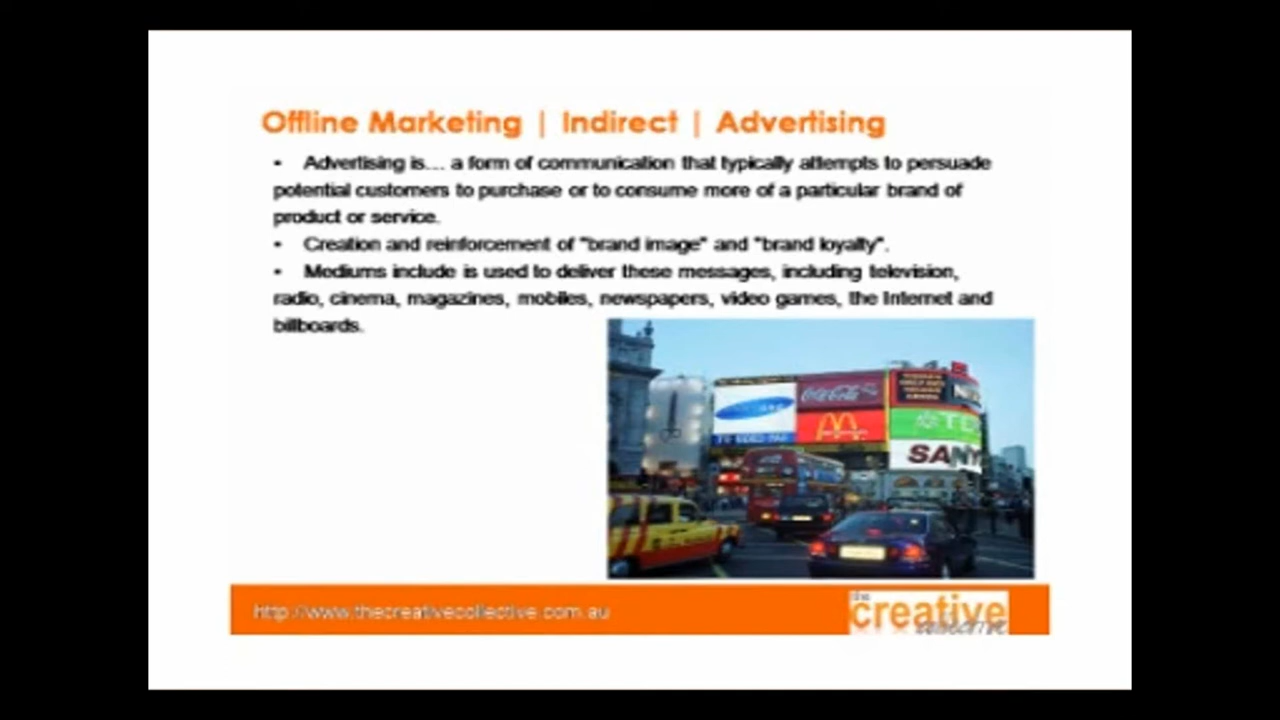 Offline Marketing | Indirect | Advertising
• Advertising is... a form of communication that typically attempts to persuade
potential customers to purchase or to consume more of a particular brand of
product or service.
• Creation and reinforcement of "brand image" and "brand loyalty".
• Mediums include is used to deliver these messages, including television,
radio, cinema, magazines, mobiles, newspapers, video games, the Internet and
billboards.
Coca-Cola
SANYO
http://www.thecreativecollective.com.au
the
creative
collective